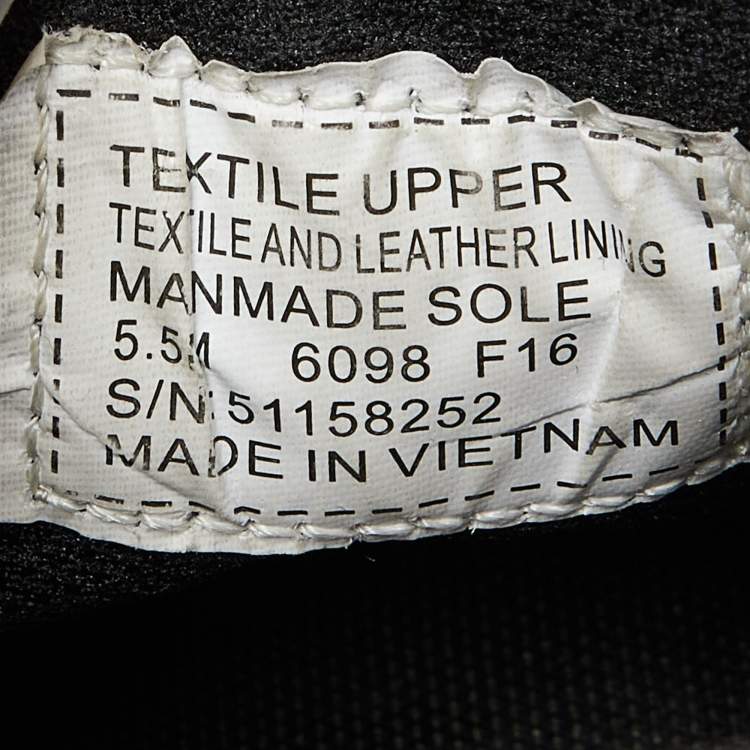 TEXTILE UPPER
TEXTILE AND LEATHER LINING
MANMADE SOLE
5.5M 6098 F16
S/N:51158252
MADE IN VIETNAM